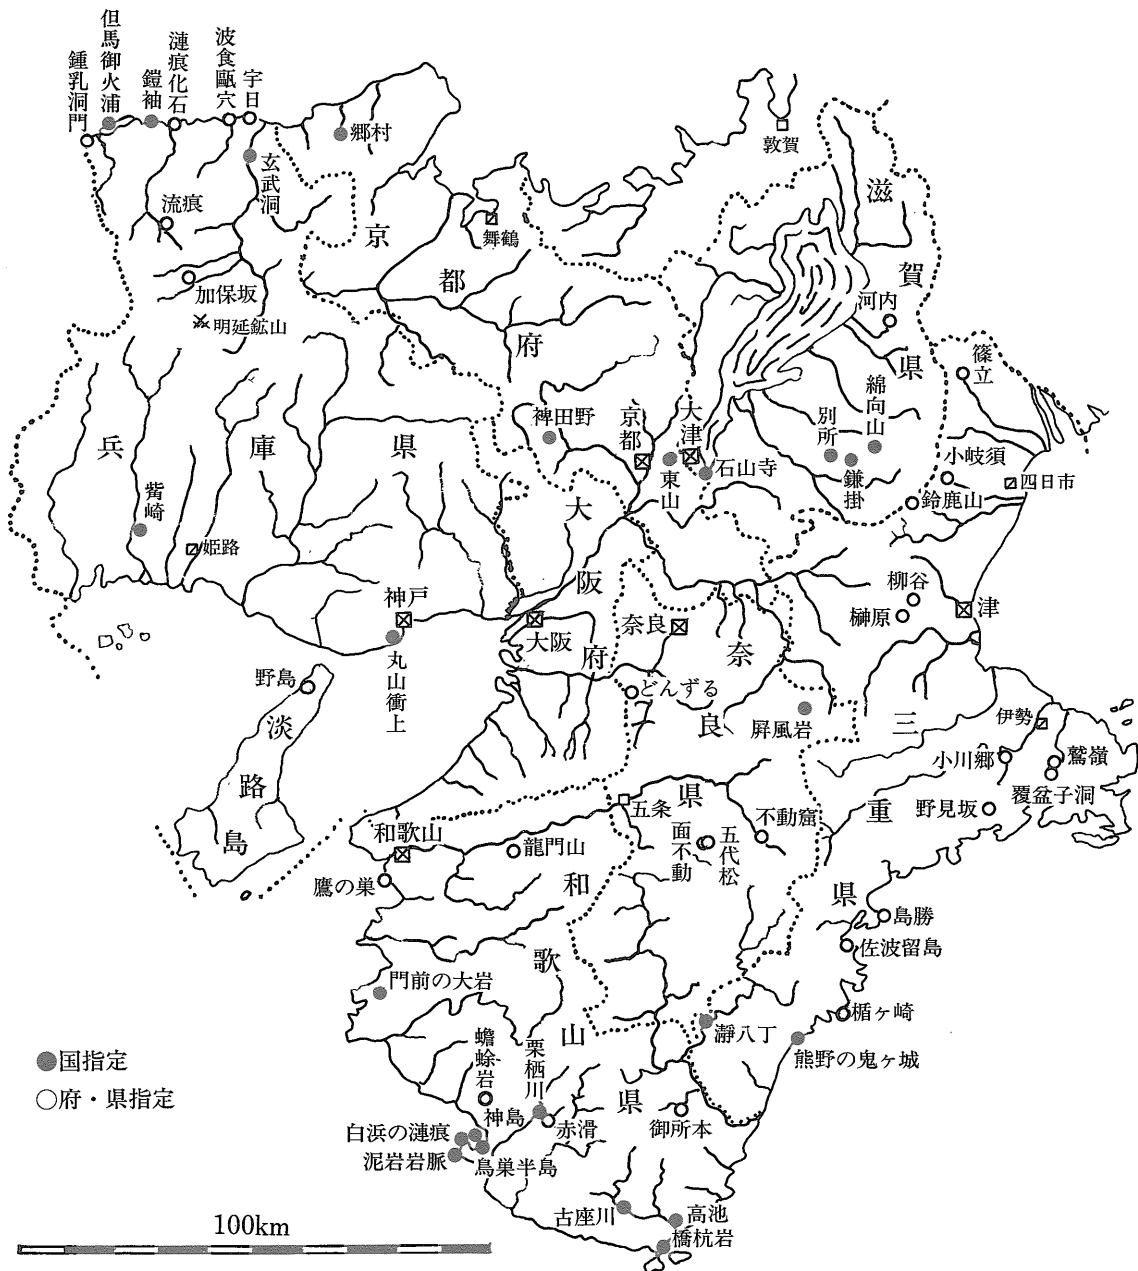 鍾乳洞門
但馬御火浦
鎧袖
漣痕化石
波食甌穴
宇日
郷村
玄武洞
流痕
加保坂
明延鉱山
京都府
舞鶴
敦賀
滋賀県
河内
篠立
綿向山
別所
鎌掛
小岐須
鈴鹿山
四日市
稗田野
京都
大津
東山
石山寺
兵庫県
觜崎
姫路
大阪府
神戸
丸山衝上
大阪
奈良
奈良県
どんずる
屏風岩
柳谷
榊原
津
三重県
伊勢
小川郷
鷲嶺
覆盆子洞
野見坂
野島
淡路島
五条
不動窟
面不動
五代松
和歌山
龍門山
鷹の巣
和歌山県
島勝
佐波留島
楯ヶ崎
熊野の鬼ヶ城
瀞八丁
門前の大岩
蟾蜍岩
栗栖川
神島
赤滑
御所本
白浜の漣痕
泥岩岩脈
鳥巣半島
古座川
高池
橋杭岩
国指定
府・県指定
100km